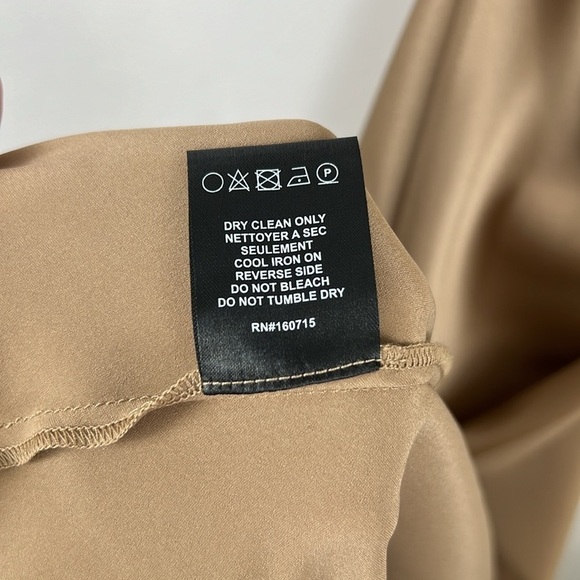 P
DRY CLEAN ONLY
NETTOYER A SEC
SEULEMENT
COOL IRON ON
REVERSE SIDE
DO NOT BLEACH
DO NOT TUMBLE DRY
RN#160715